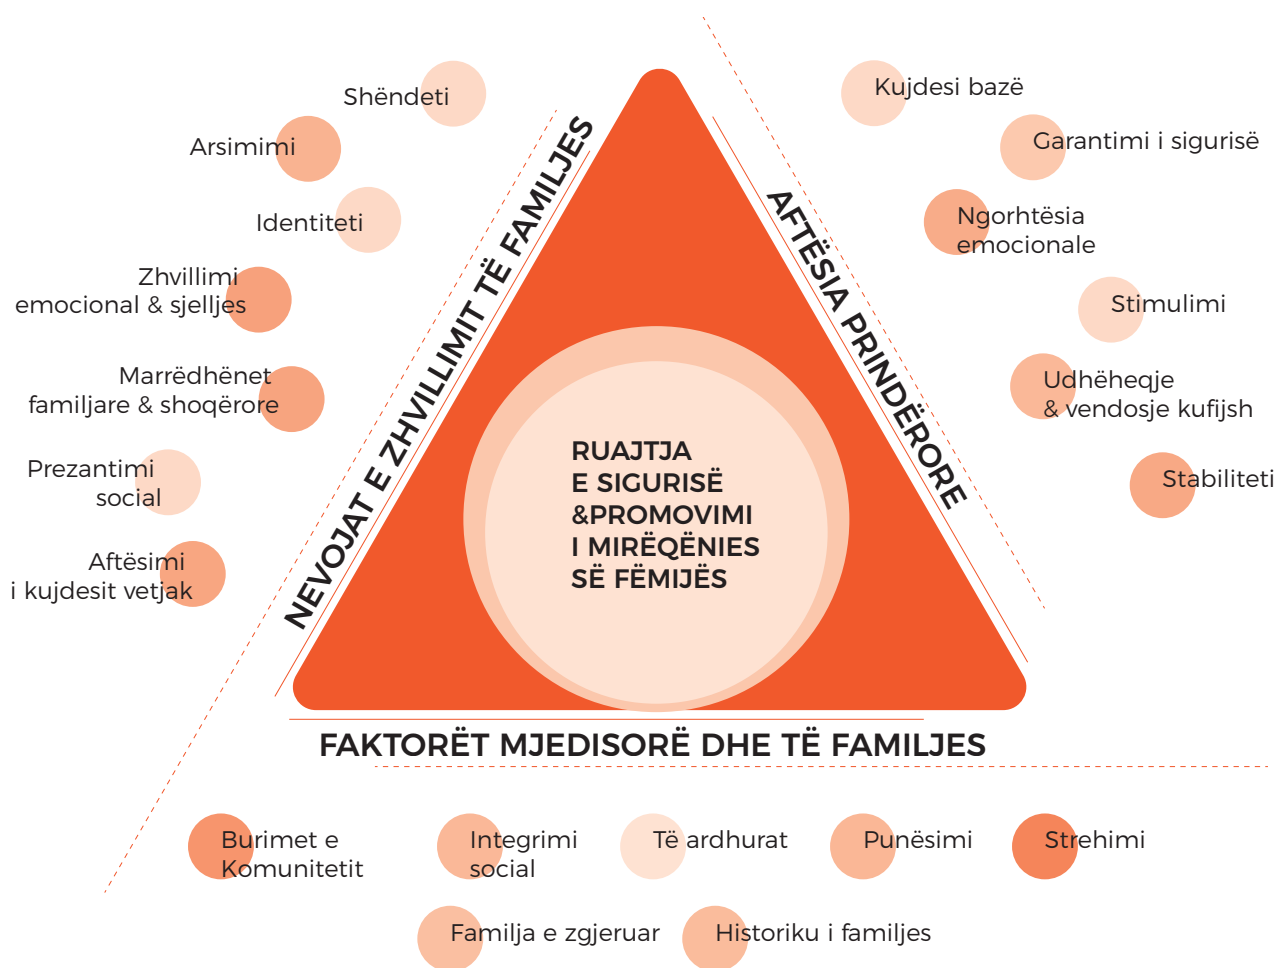 Shëndeti
Arsimimi
Identiteti
Zhvillimi
emocional & sjelljes
Marrëdhënet
familjare & shoqërore
Prezantimi
social
Aftësimi
i kujdesit vetjak
NEVOJAT E ZHVILLIMIT TË FAMILJES
RUAJTJA
E SIGURISË
&PROMOVIMI
I MIRËQËNIES
SË FËMIJËS
AFTËSIA PRINDËRORE
Kujdesi bazë
Garantimi i sigurisë
Ngorhtësia
emocionale
Stimulimi
Udhëheqje
& vendosje kufijsh
Stabiliteti
FAKTORËT MJEDISORË DHE TË FAMILJES
Burimet e
Komunitetit
Integrimi
social
Të ardhurat
Punësimi
Strehimi
Familja e zgjeruar
Historiku i familjes